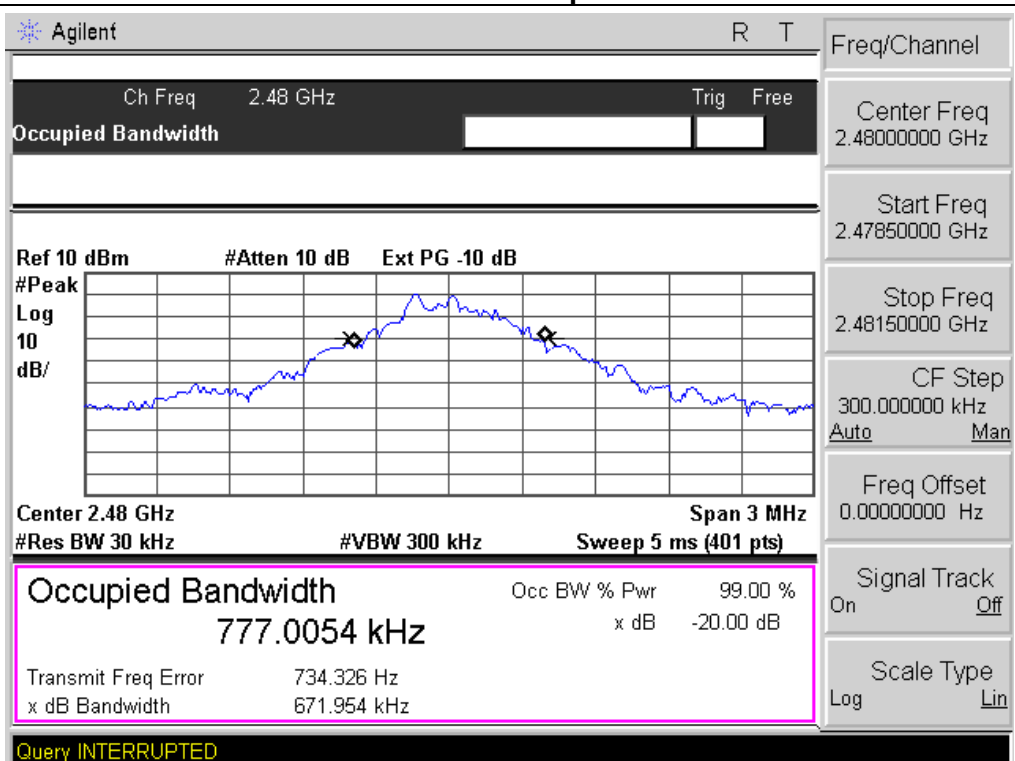 Agilent R T
Ch Freq 2.48 GHz Trig Free
Occupied Bandwidth
Ref 10 dBm #Atten 10 dB Ext PG -10 dB
#Peak
Log
10
dB/
Center 2.48 GHz Span 3 MHz
#Res BW 30 kHz #VBW 300 kHz Sweep 5 ms (401 pts)
Occupied Bandwidth Occ BW % Pwr 99.00 %
777.0054 kHz x dB -20.00 dB
Transmit Freq Error 734.326 Hz
x dB Bandwidth 671.954 kHz
Query INTERRUPTED
Freq/Channel
Center Freq
2.48000000 GHz
Start Freq
2.47850000 GHz
Stop Freq
2.48150000 GHz
CF Step
300.000000 kHz
Auto Man
Freq Offset
0.00000000 Hz
Signal Track
On Off
Scale Type
Log Lin